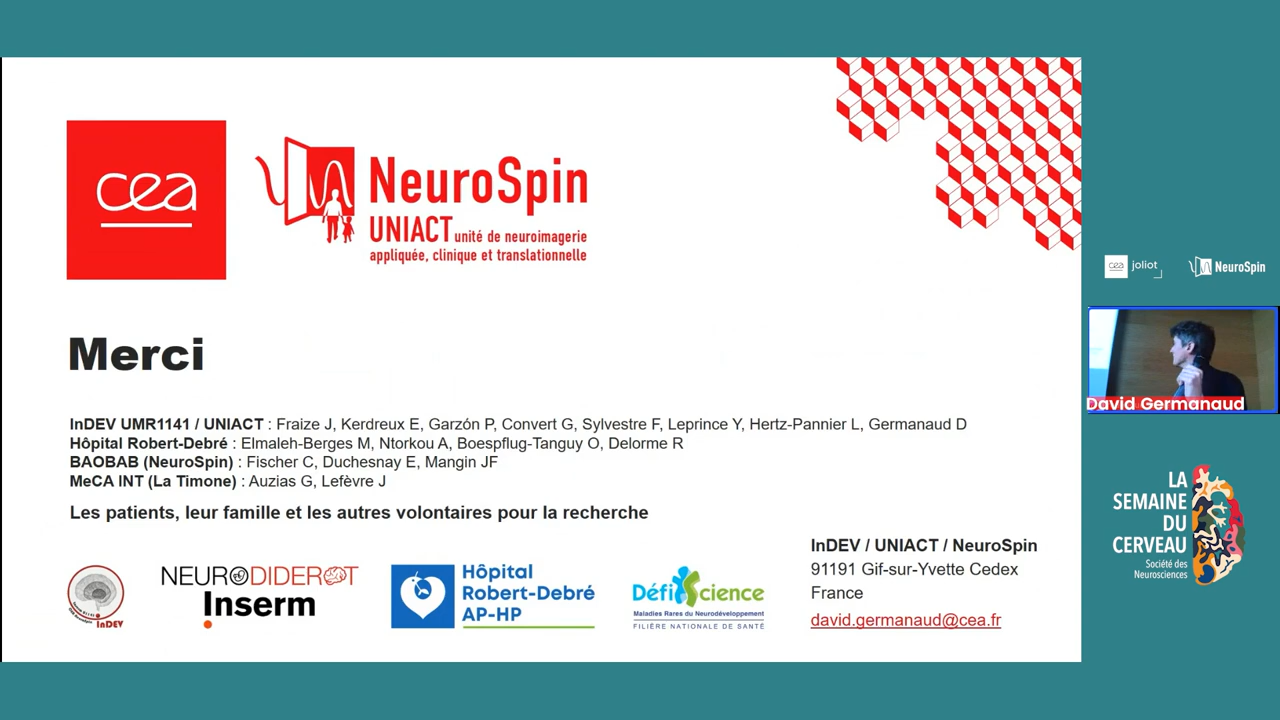 cea
NeuroSpin
UNIACT unité de neuroimagerie
appliquée, clinique et translationnelle
Merci
InDEV UMR1141 / UNIACT : Fraize J, Kerdreux E, Garzón P, Convert G, Sylvestre F, Leprince Y, Hertz-Pannier L, Germanaud D
Hôpital Robert-Debré : Elmaleh-Berges M, Ntorkou A, Boespflug-Tanguy O, Delorme R
BAOBAB (NeuroSpin) : Fischer C, Duchesnay E, Mangin JF
MeCA INT (La Timone) : Auzias G, Lefèvre J
Les patients, leur famille et les autres volontaires pour la recherche
InDEV
NEURODIDEROT
Inserm
Hôpital
Robert-Debré
AP-HP
DéfiScience
Maladies Rares du Neurodéveloppement
FILIÈRE NATIONALE DE SANTÉ
InDEV / UNIACT / NeuroSpin
91191 Gif-sur-Yvette Cedex
France
david.germanaud@cea.fr
cea joliot
NeuroSpin
David Germanaud
LA
SEMAINE
DU
CERVEAU
Société des
Neurosciences